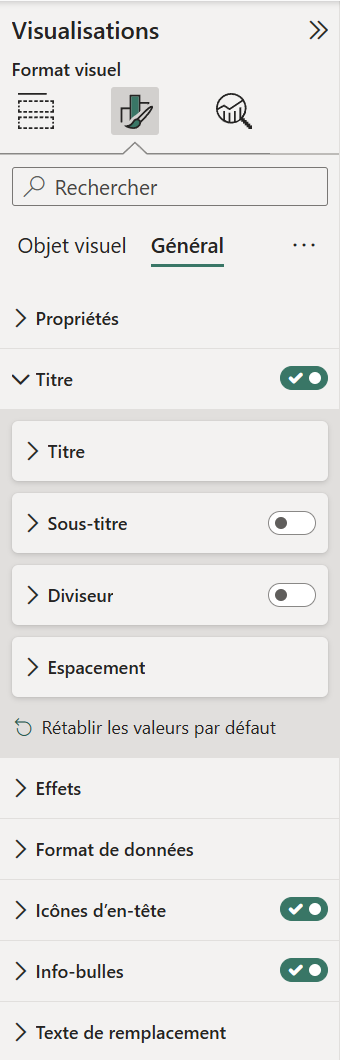 Visualisations
Format visuel
Rechercher
Objet visuel Général ...
Propriétés
Titre
Titre
Sous-titre
Diviseur
Espacement
Rétablir les valeurs par défaut
Effets
Format de données
Icônes d’en-tête
Info-bulles
Texte de remplacement